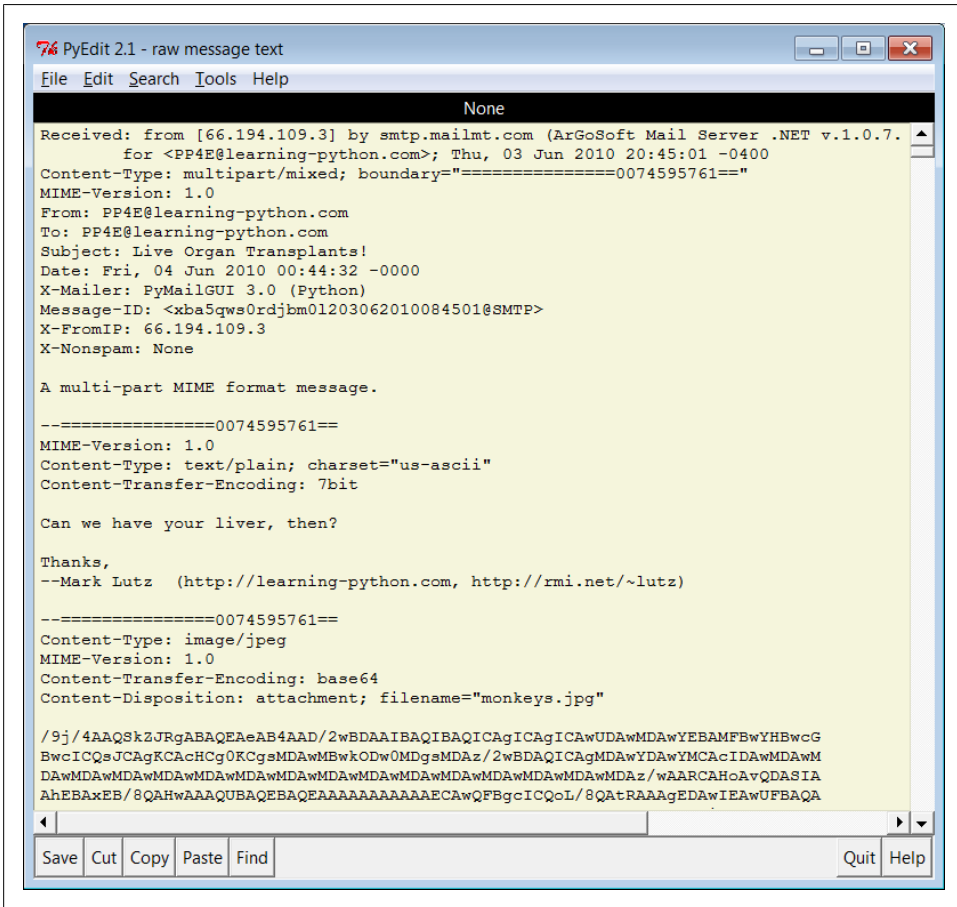 PyEdit 2.1 - raw message text
File Edit Search Tools Help
None
Received: from [66.194.109.3] by smtp.mailmt.com (ArGoSoft Mail Server .NET v.1.0.7.
for <PP4E@learning-python.com>; Thu, 03 Jun 2010 20:45:01 -0400
Content-Type: multipart/mixed; boundary="===============0074595761=="
MIME-Version: 1.0
From: PP4E@learning-python.com
To: PP4E@learning-python.com
Subject: Live Organ Transplants!
Date: Fri, 04 Jun 2010 00:44:32 -0000
X-Mailer: PyMailGUI 3.0 (Python)
Message-ID: <xba5qws0rdjbm0l203062010084501@SMTP>
X-FromIP: 66.194.109.3
X-Nonspam: None
A multi-part MIME format message.
--===============0074595761==
MIME-Version: 1.0
Content-Type: text/plain; charset="us-ascii"
Content-Transfer-Encoding: 7bit
Can we have your liver, then?
Thanks,
--Mark Lutz  (http://learning-python.com, http://rmi.net/~lutz)
--===============0074595761==
Content-Type: image/jpeg
MIME-Version: 1.0
Content-Transfer-Encoding: base64
Content-Disposition: attachment; filename="monkeys.jpg"
/9j/4AAQSkZJRgABAQEAeAB4AAD/2wBDAAIBAQIBAQICAgICAgICAwUDAwMDAwYEBAMFBwYHBwcG
BwcICQsJCAgKCAcHCg0KCgsMDAwMBwkODw0MDgsMDAz/2wBDAQICAgMDAwYDAwYMCAcIDAwMDAwM
DAwMDAwMDAwMDAwMDAwMDAwMDAwMDAwMDAwMDAwMDAwMDAwMDAwMDAwMDAz/wAARCAHoAvQDASIA
AhEBAxEB/8QAHwAAAQUBAQEBAQEAAAAAAAAAAAECAwQFBgcICQoL/8QAtRAAAgEDAwIEAwUFBAQA
Save Cut Copy Paste Find Quit Help